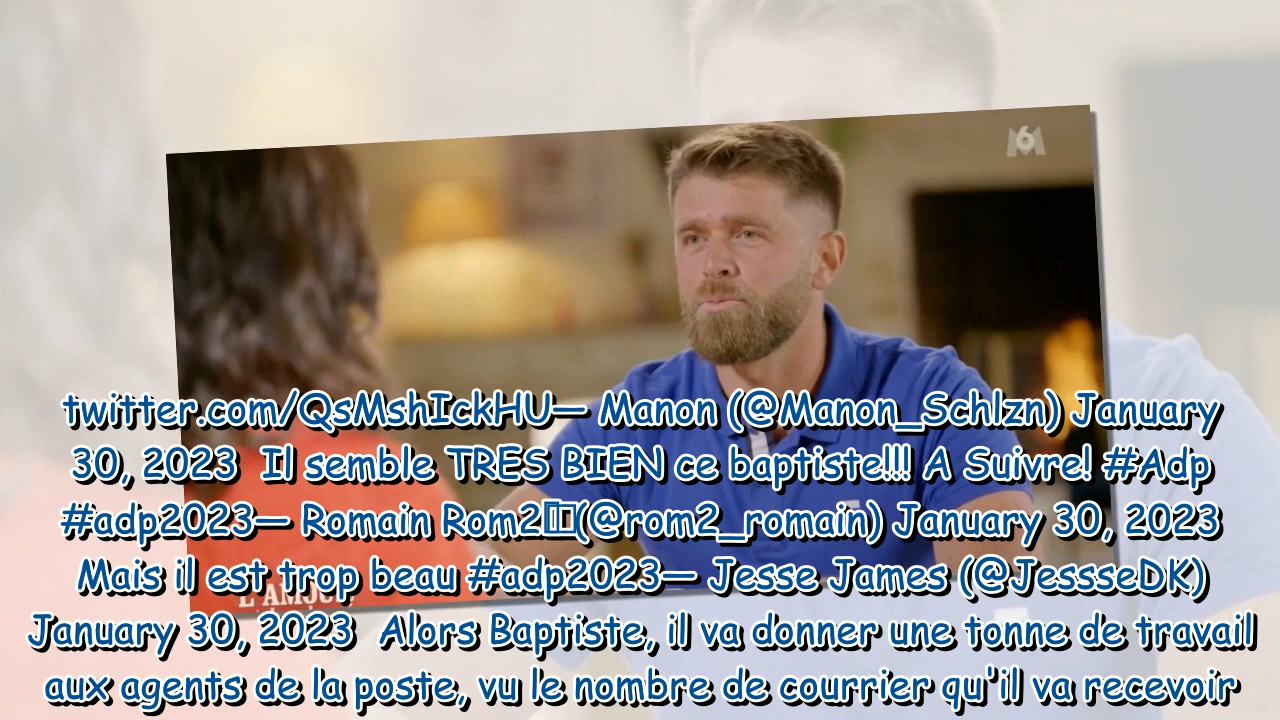 M6
twitter.com/QsMshIckHU— Manon (@Manon_Schlzn) January
30, 2023 Il semble TRES BIEN ce baptiste!!! A Suivre! #Adp
#adp2023— Romain Rom2(@rom2_romain) January 30, 2023
L'AMOUR
Mais il est trop beau #adp2023— Jesse James (@JessseDK)
January 30, 2023 Alors Baptiste, il va donner une tonne de travail
aux agents de la poste, vu le nombre de courrier qu'il va recevoir